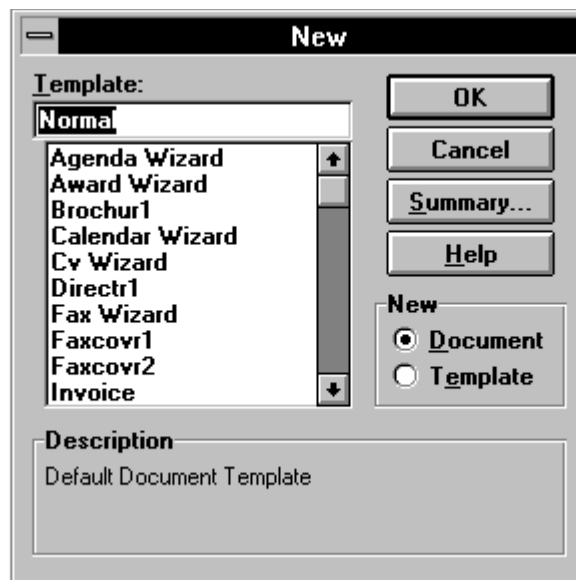 New
Template:
Normal
Agenda Wizard
Award Wizard
Brochur1
Calendar Wizard
Cv Wizard
Directr1
Fax Wizard
Faxcovr1
Faxcovr2
Invoice
OK
Cancel
Summary...
Help
New
Document
Template
Description
Default Document Template